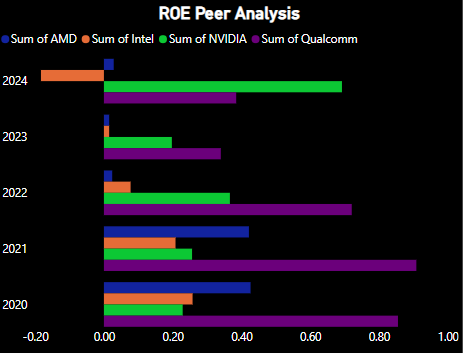 ROE Peer Analysis
Sum of AMD Sum of Intel Sum of NVIDIA Sum of Qualcomm
2024
2023
2022
2021
2020
-0.20 0.00 0.20 0.40 0.60 0.80 1.00